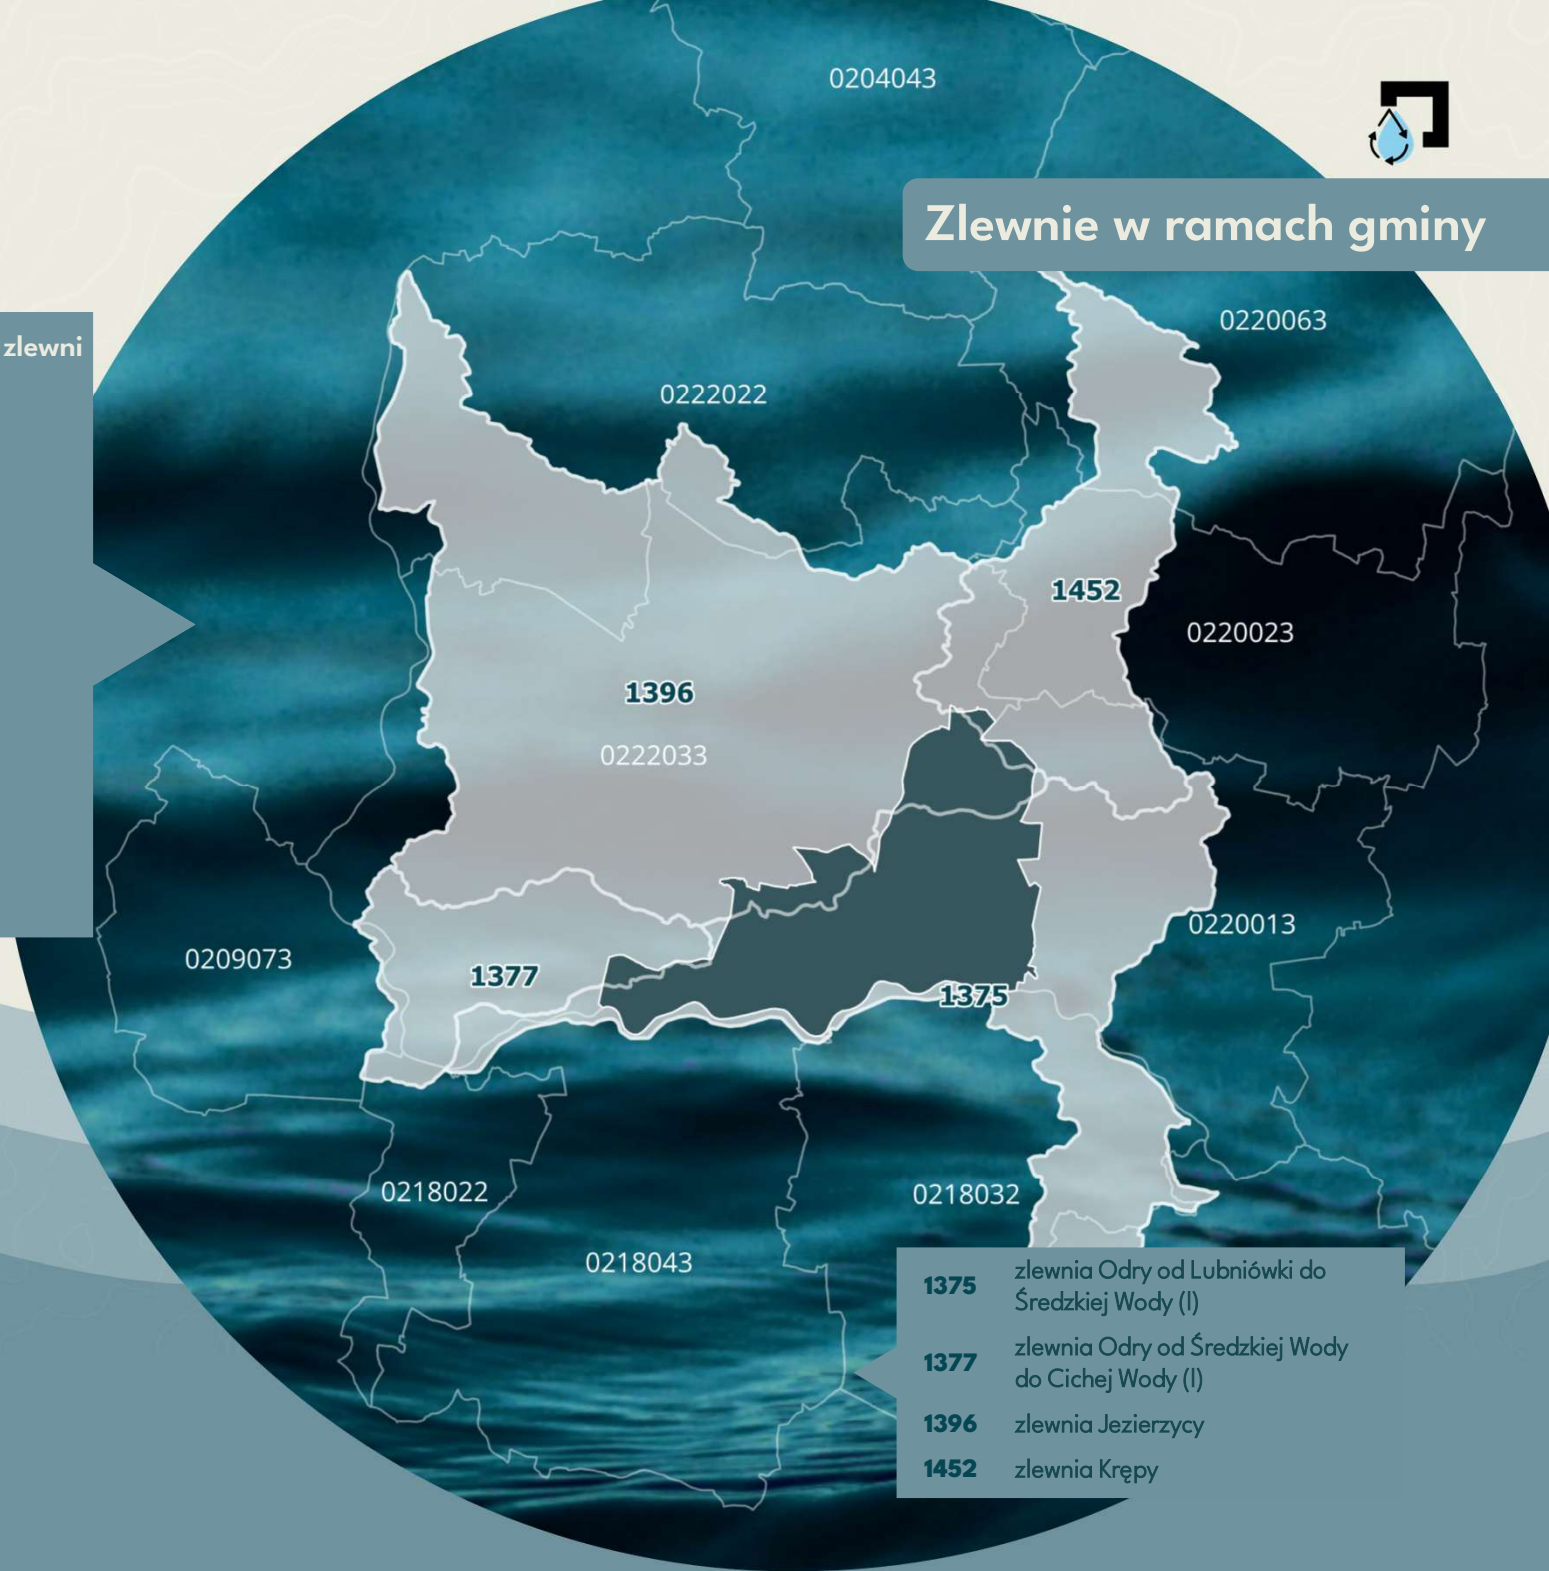 0204043
Zlewnie w ramach gminy
0220063
zlewni
0222022
1452
0220023
1396
0222033
0220013
0209073
1377
1375
0218022
0218032
0218043
1375 zlewnia Odry od Lubniówki do
Średzkiej Wody (l)
1377 zlewnia Odry od Średzkiej Wody
do Cichej Wody (l)
1396 zlewnia Jezierzycy
1452 zlewnia Krępy